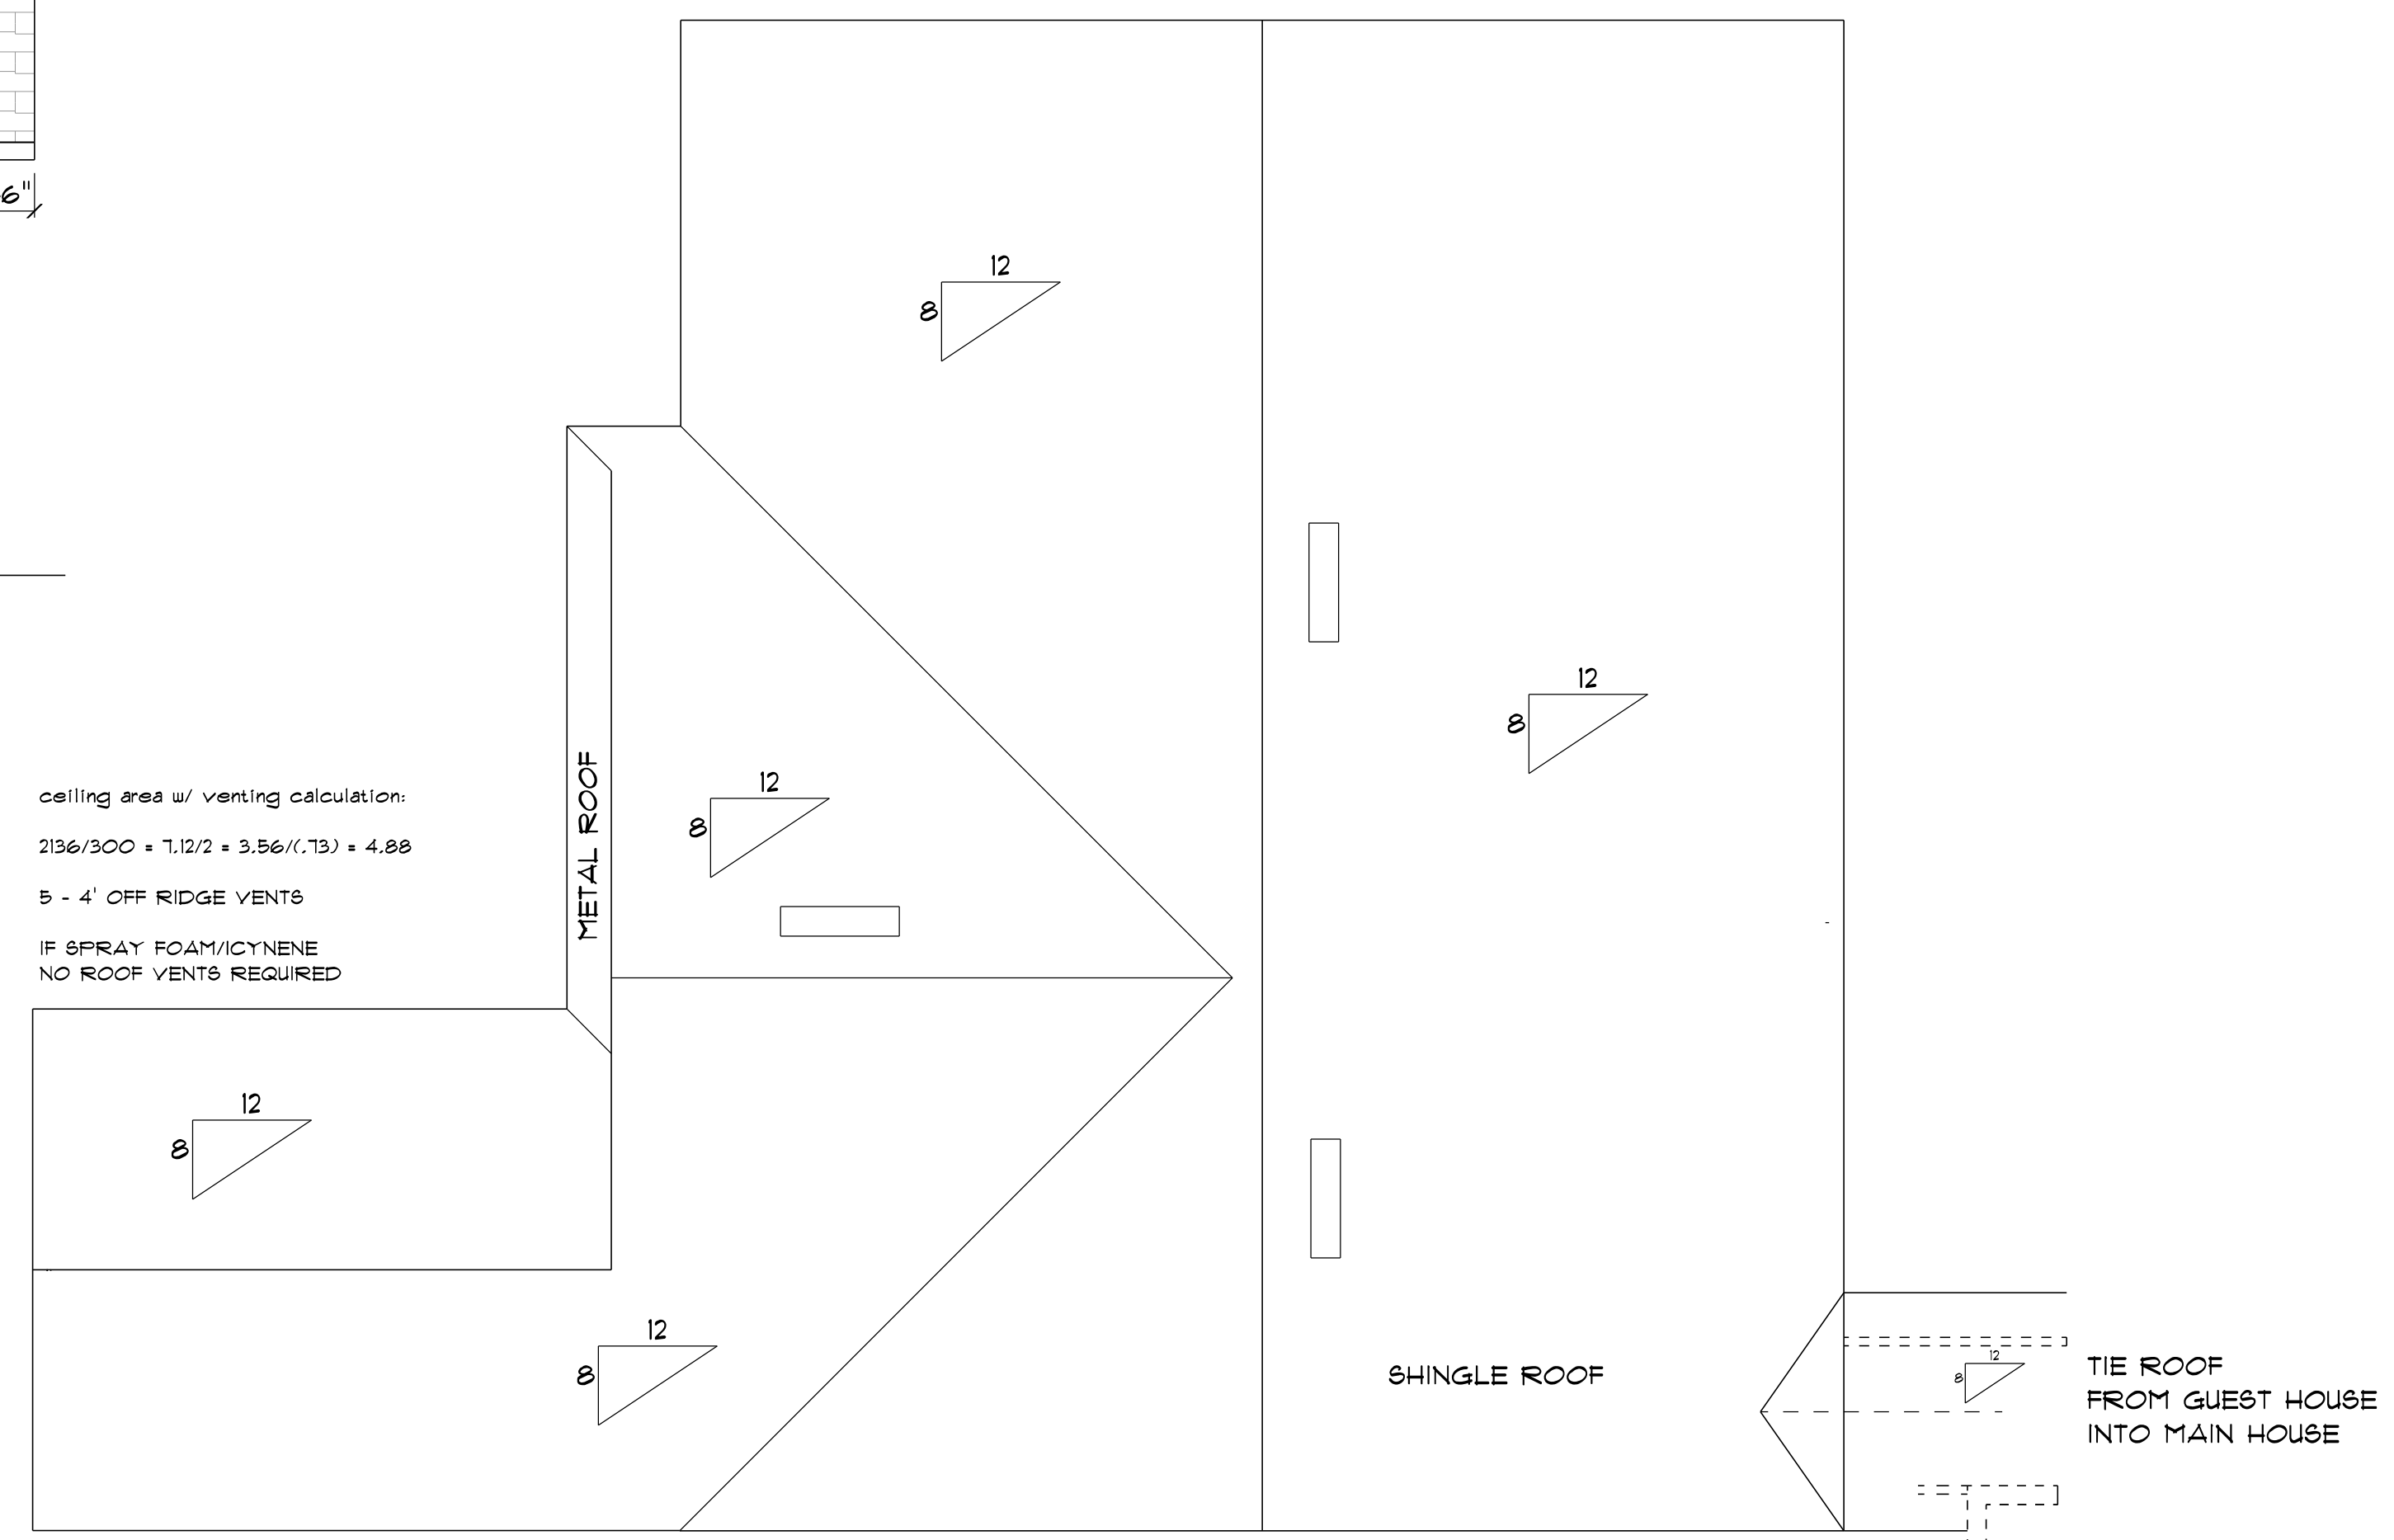 6"
12
8
12
8
12
8
METAL ROOF
ceiling area w/ venting calculation:
2136/300 = 7.12/2 = 3.56/(.73) = 4.88
5 - 4' OFF RIDGE VENTS
IF SPRAY FOAM/ICYNENE
NO ROOF VENTS REQUIRED
12
8
12
8
SHINGLE ROOF
12
8
TIE ROOF
FROM GUEST HOUSE
INTO MAIN HOUSE